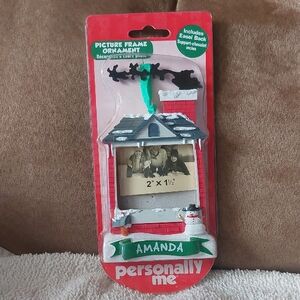 PICTURE FRAME
ORNAMENT
Includes
Easel Back
2" X 1½"
AMANDA
personally
me